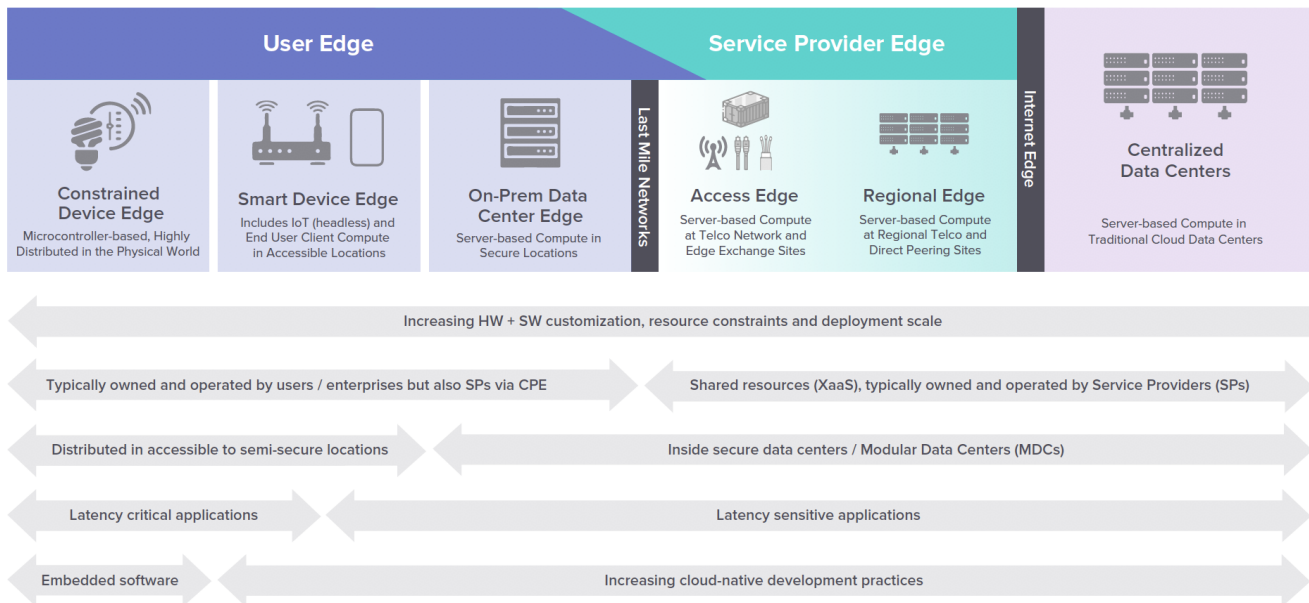 User Edge
Service Provider Edge
Constrained
Device Edge
Microcontroller-based, Highly
Distributed in the Physical World
Smart Device Edge
Includes IoT (headless) and
End User Client Compute
in Accessible Locations
On-Prem Data
Center Edge
Server-based Compute in
Secure Locations
Last Mile Networks
Access Edge
Server-based Compute
at Telco Network and
Edge Exchange Sites
Regional Edge
Server-based Compute
at Regional Telco and
Direct Peering Sites
Internet Edge
Centralized
Data Centers
Server-based Compute in
Traditional Cloud Data Centers
Increasing HW + SW customization, resource constraints and deployment scale
Typically owned and operated by users / enterprises but also SPs via CPE
Shared resources (XaaS), typically owned and operated by Service Providers (SPs)
Distributed in accessible to semi-secure locations
Inside secure data centers / Modular Data Centers (MDCs)
Latency critical applications
Latency sensitive applications
Embedded software
Increasing cloud-native development practices